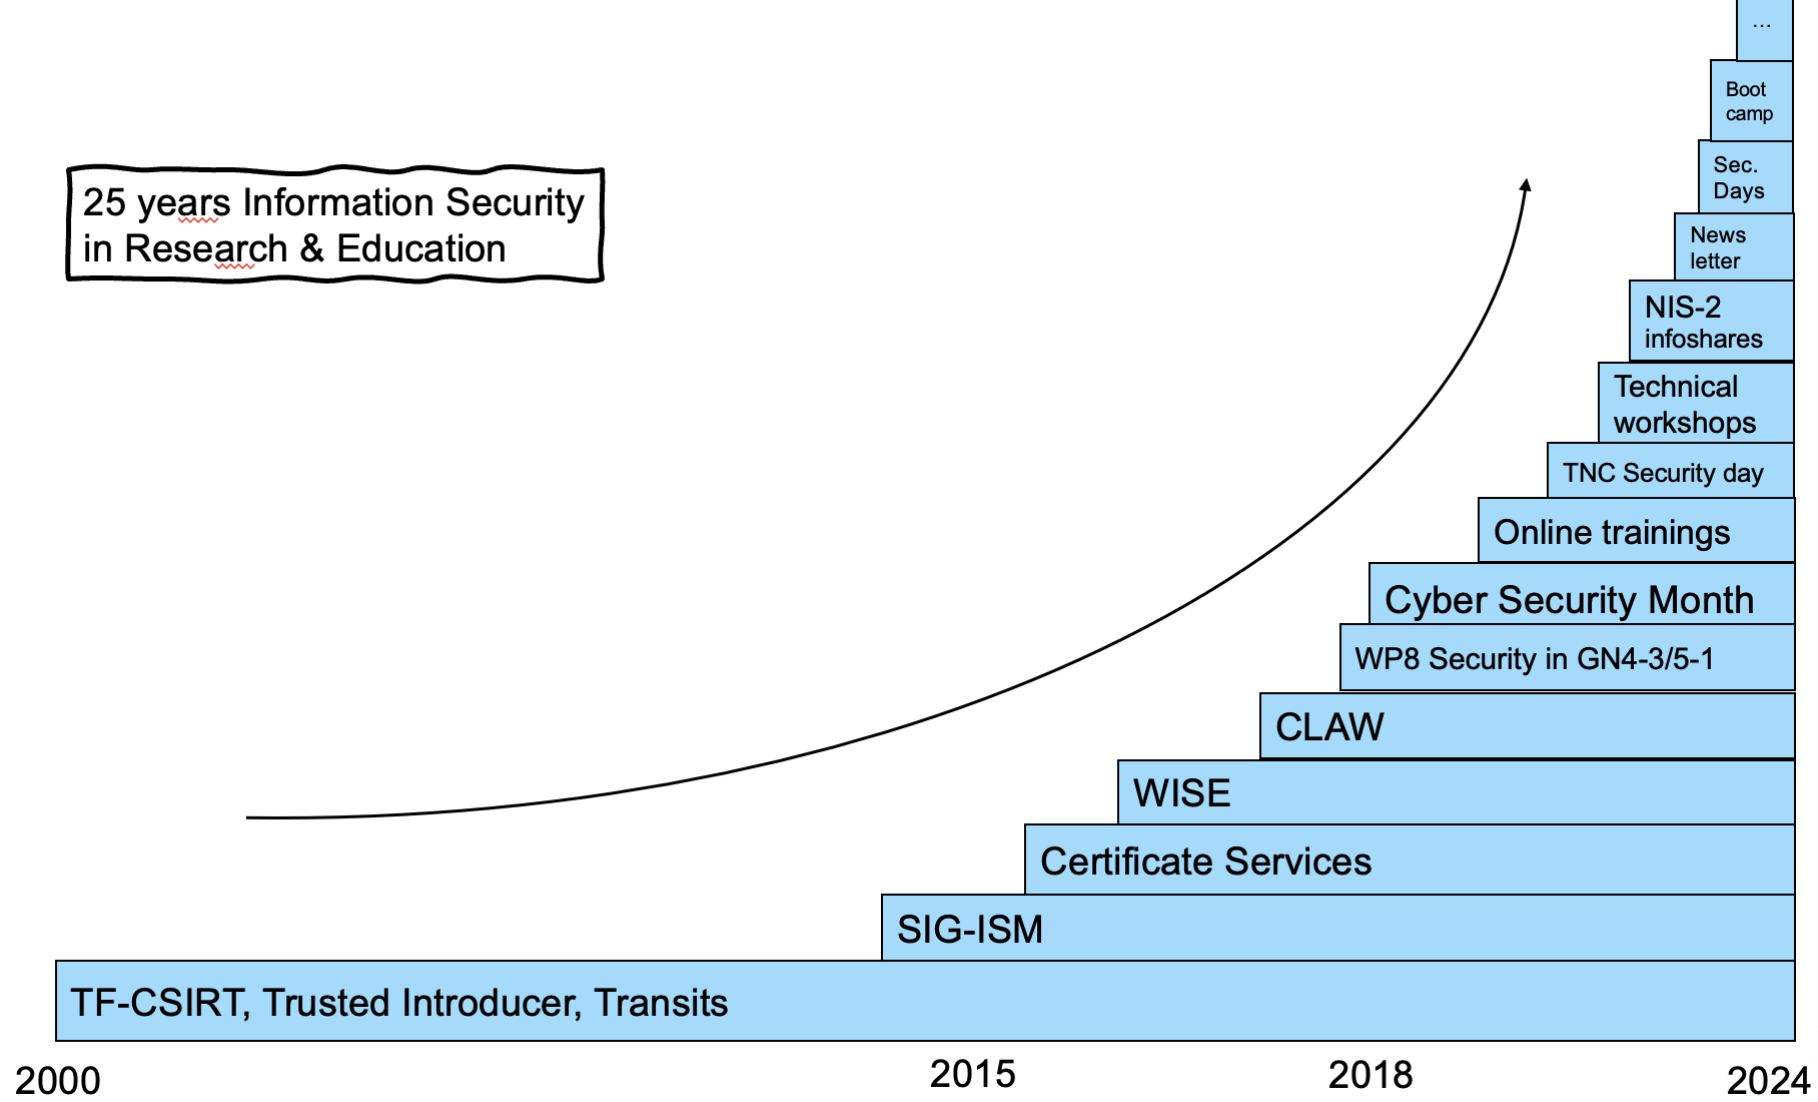 ...
Boot
camp
Sec.
Days
25 years Information Security
in Research & Education
News
letter
NIS-2
infoshares
Technical
workshops
TNC Security day
Online trainings
Cyber Security Month
WP8 Security in GN4-3/5-1
CLAW
WISE
Certificate Services
SIG-ISM
TF-CSIRT, Trusted Introducer, Transits
2000
2015
2018
2024